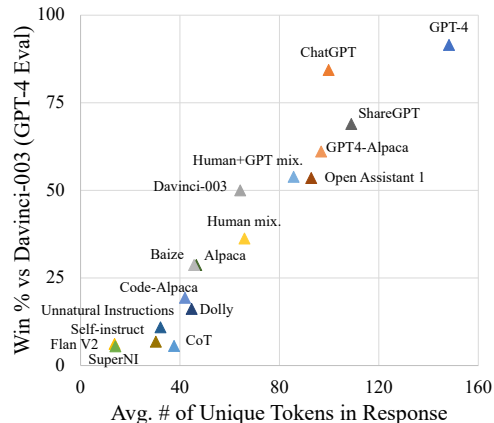 Win % vs Davinci-003 (GPT-4 Eval)
100
75
50
25
0
GPT-4
ChatGPT
ShareGPT
GPT4-Alpaca
Human+GPT mix.
Open Assistant 1
Davinci-003
Human mix.
Baize
Alpaca
Code-Alpaca
Unnatural Instructions
Dolly
Self-instruct
Flan V2
CoT
SuperNI
0
40
80
120
160
Avg. # of Unique Tokens in Response